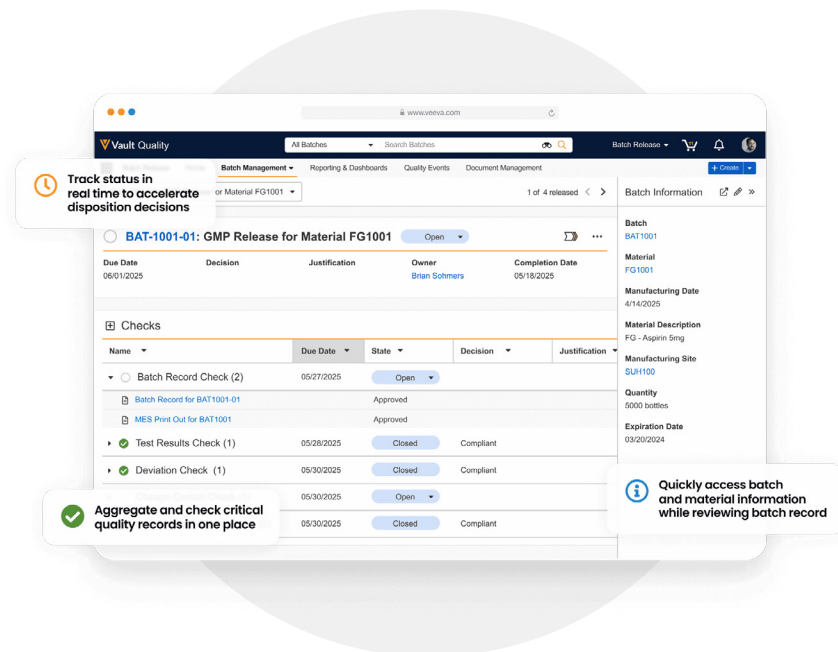 www.veeva.com
Vault Quality
All Batches
Search Batches
Batch Release
Batch Management
Reporting & Dashboards
Quality Events
Document Management
+ Create
Track status in
real time to accelerate
disposition decisions
or Material FG1001
1 of 4 released
Batch Information
BAT-1001-01: GMP Release for Material FG1001
Open
Due Date
Decision
Justification
Owner
Completion Date
06/01/2025
Brian Sohmers
05/18/2025
Batch
BAT1001
Material
FG1001
Manufacturing Date
4/14/2025
Material Description
FG - Aspirin 5mg
Manufacturing Site
SUH100
Quantity
5000 bottles
Expiration Date
03/20/2024
Checks
Name
Due Date
State
Decision
Justification
Batch Record Check (2)
05/27/2025
Open
Batch Record for BAT1001-01
Approved
MES Print Out for BAT1001
Approved
Test Results Check (1)
05/28/2025
Closed
Compliant
Deviation Check (1)
05/30/2025
Closed
Compliant
05/30/2025
Open
05/30/2025
Closed
Compliant
Aggregate and check critical
quality records in one place
Quickly access batch
and material information
while reviewing batch record